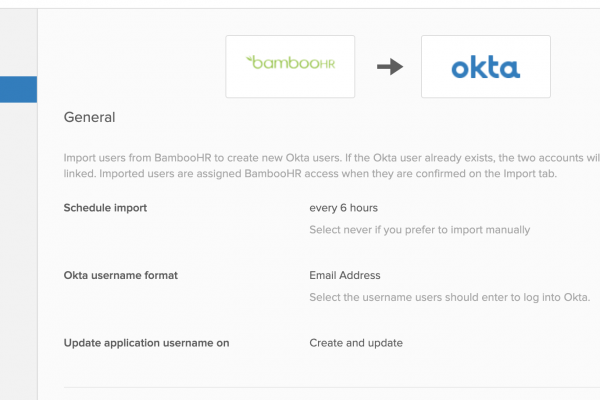 bambooHR
okta
General
Import users from BambooHR to create new Okta users. If the Okta user already exists, the two accounts will
linked. Imported users are assigned BambooHR access when they are confirmed on the Import tab.
Schedule import every 6 hours
Select never if you prefer to import manually
Okta username format Email Address
Select the username users should enter to log into Okta.
Update application username on Create and update